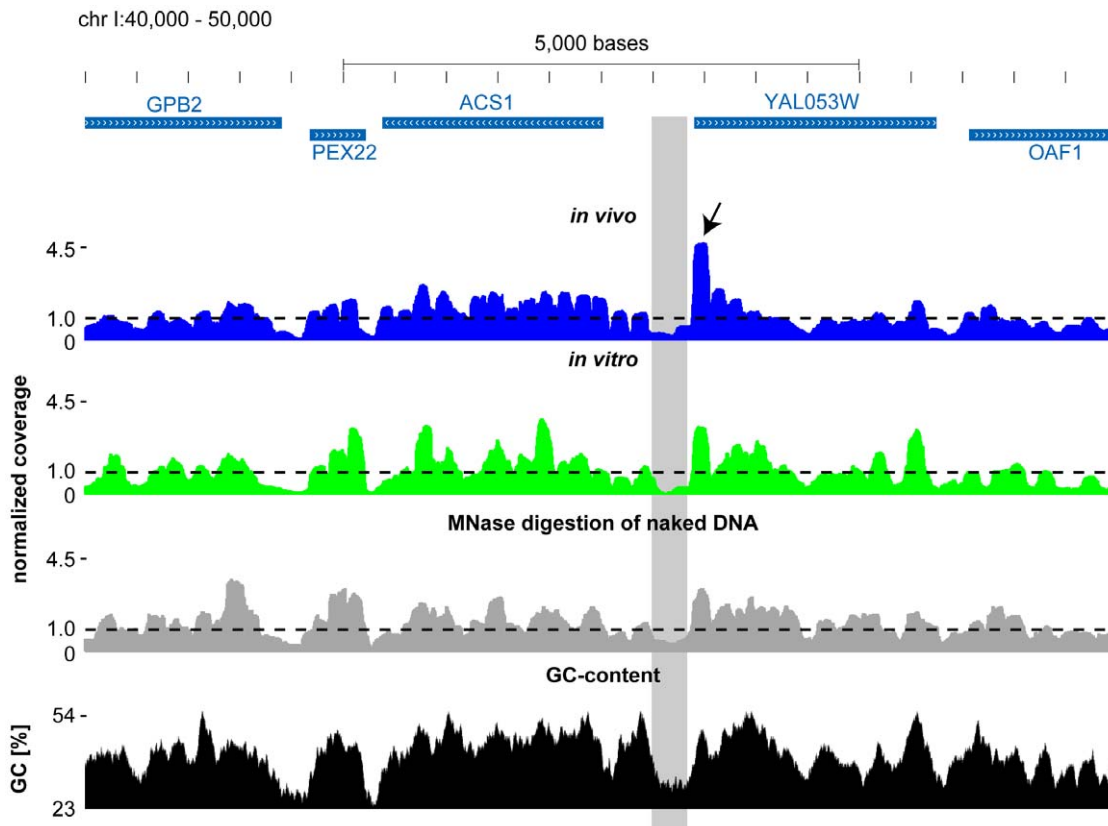 chr I:40,000 - 50,000
5,000 bases
GPB2
ACS1
YAL053W
PEX22
OAF1
in vivo
4.5
1.0
0
in vitro
4.5
1.0
0
normalized coverage
MNase digestion of naked DNA
4.5
1.0
0
GC-content
54
GC [%]
23